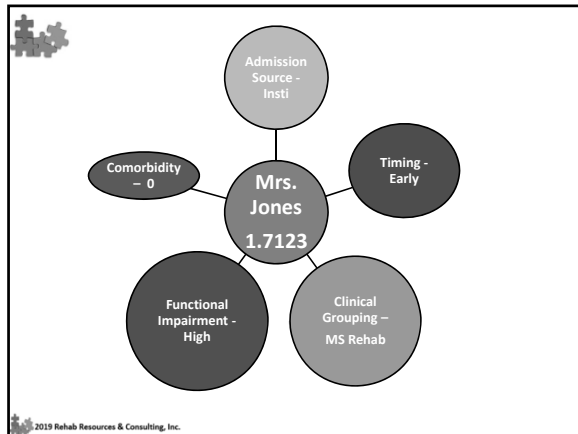 Admission
Source -
Insti
Timing -
Early
Clinical
Grouping –
MS Rehab
Functional
Impairment -
High
Comorbidity
– 0
Mrs.
Jones
1.7123
2019 Rehab Resources & Consulting, Inc.